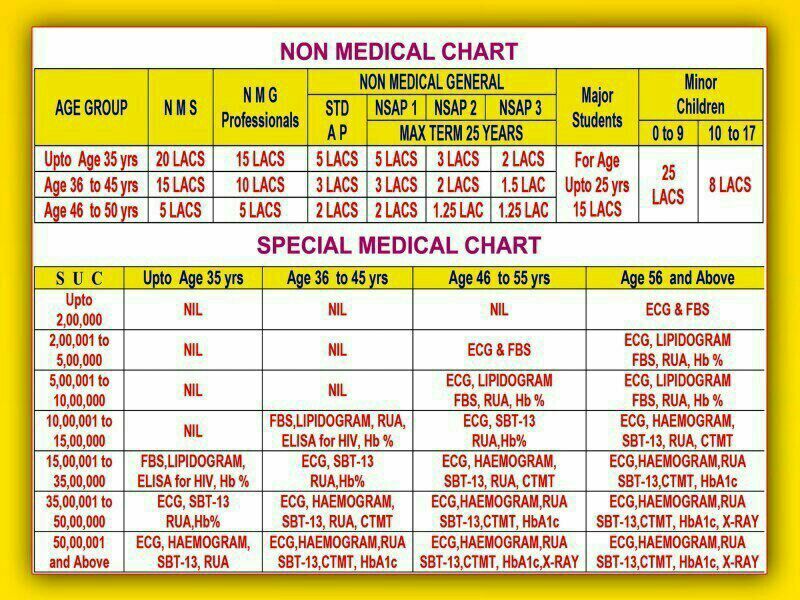 NON MEDICAL CHART
AGE GROUP
N M S
N M G
Professionals
NON MEDICAL GENERAL
STD
A P
NSAP 1 NSAP 2 NSAP 3
MAX TERM 25 YEARS
Major
Students
Minor
Children
0 to 9 10 to 17
Upto Age 35 yrs 20 LACS 15 LACS 5 LACS 5 LACS 3 LACS 2 LACS
Age 36 to 45 yrs 15 LACS 10 LACS 3 LACS 3 LACS 2 LACS 1.5 LAC
Age 46 to 50 yrs 5 LACS 5 LACS 2 LACS 2 LACS 1.25 LAC 1.25 LAC
For Age
Upto 25 yrs
15 LACS
25
LACS
8 LACS
SPECIAL MEDICAL CHART
S U C Upto Age 35 yrs Age 36 to 45 yrs Age 46 to 55 yrs Age 56 and Above
Upto
2,00,000
NIL NIL NIL ECG & FBS
2,00,001 to
5,00,000
NIL NIL ECG & FBS
ECG, LIPIDOGRAM
FBS, RUA, Hb %
5,00,001 to
10,00,000
NIL NIL
ECG, LIPIDOGRAM
FBS, RUA, Hb %
ECG, LIPIDOGRAM
FBS, RUA, Hb %
10,00,001 to
15,00,000
NIL
FBS,LIPIDOGRAM, RUA,
ELISA for HIV, Hb %
ECG, SBT-13
RUA,Hb%
ECG, HAEMOGRAM,
SBT-13, RUA, CTMT
15,00,001 to
35,00,000
FBS,LIPIDOGRAM,
ELISA for HIV, Hb %
ECG, SBT-13
RUA,Hb%
ECG, HAEMOGRAM,
SBT-13, RUA, CTMT
ECG,HAEMOGRAM,RUA
SBT-13,CTMT, HbA1c
35,00,001 to
50,00,000
ECG, SBT-13
RUA,Hb%
ECG, HAEMOGRAM,
SBT-13, RUA, CTMT
ECG,HAEMOGRAM,RUA
SBT-13,CTMT, HbA1c
ECG,HAEMOGRAM,RUA
SBT-13,CTMT, HbA1c, X-RAY
50,00,001
and Above
ECG, HAEMOGRAM,
SBT-13, RUA
ECG,HAEMOGRAM,RUA
SBT-13,CTMT, HbA1c
ECG,HAEMOGRAM,RUA
SBT-13,CTMT, HbA1c,X-RAY
ECG,HAEMOGRAM,RUA
SBT-13,CTMT, HbA1c, X-RAY